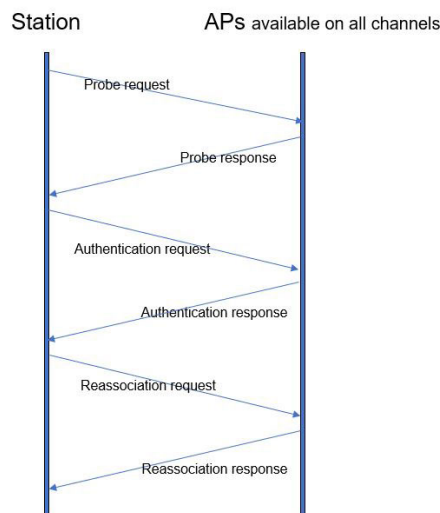 Station
APs available on all channels
Probe request
Probe response
Authentication request
Authentication response
Reassociation request
Reassociation response